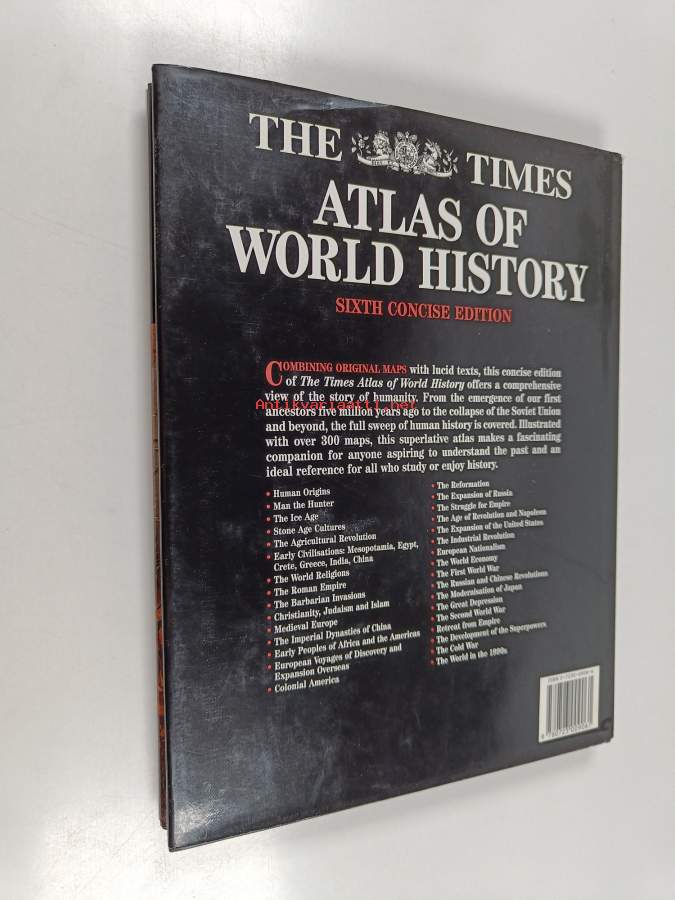 THE TIMES
ATLAS OF
WORLD HISTORY
SIXTH CONCISE EDITION
COMBINING ORIGINAL MAPS with lucid texts, this concise edition
of The Times Atlas of World History offers a comprehensive
view of the story of humanity. From the emergence of our first
Antikvariaatti.net
ancestors five million years ago to the collapse of the Soviet Union
and beyond, the full sweep of human history is covered. Illustrated
with over 300 maps, this superlative atlas makes a fascinating
companion for anyone aspiring to understand the past and an
ideal reference for all who study or enjoy history.
• Human Origins
• Man the Hunter
• The Ice Age
• Stone Age Cultures
• The Agricultural Revolution
• Early Civilisations: Mesopotamia, Egypt,
Crete, Greece, India, China
• The World Religions
• The Roman Empire
• The Barbarian Invasions
• Christianity, Judaism and Islam
• Medieval Europe
• The Imperial Dynasties of China
• Early Peoples of Africa and the Americas
• European Voyages of Discovery and
Expansion Overseas
• Colonial America
• The Reformation
• The Expansion of Russia
• The Struggle for Empire
• The Age of Revolution and Napoleon
• The Expansion of the United States
• The Industrial Revolution
• European Nationalism
• The World Economy
• The First World War
• The Russian and Chinese Revolutions
• The Modernisation of Japan
• The Great Depression
• The Second World War
• Retreat from Empire
• The Development of the Superpowers
• The Cold War
• The World in the 1990s